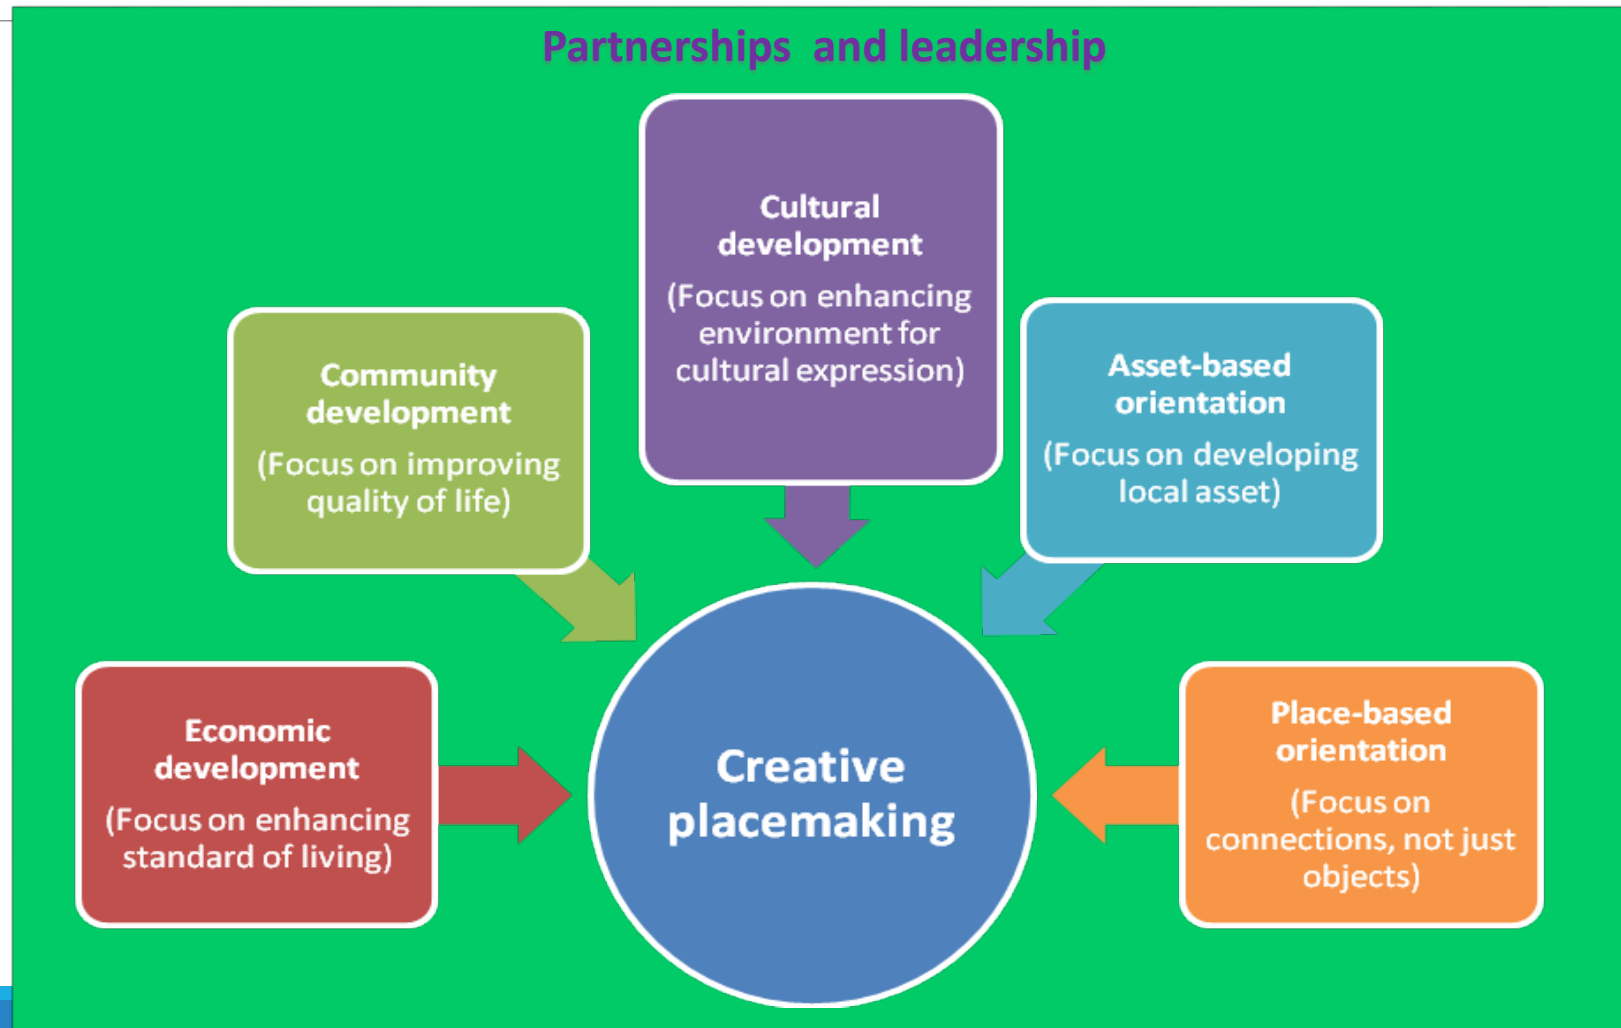 Partnerships and leadership
Cultural
development
(Focus on enhancing
environment for
cultural expression)
Community
development
(Focus on improving
quality of life)
Asset-based
orientation
(Focus on developing
local asset)
Economic
development
(Focus on enhancing
standard of living)
Creative
placemaking
Place-based
orientation
(Focus on
connections, not just
objects)